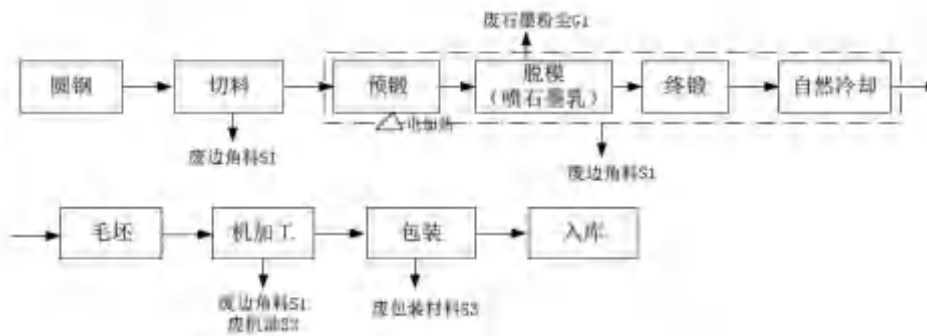 废石墨粉尘G1
圆钢
切料
预锻
脱模
(喷石墨乳)
终锻
自然冷却
电加热
废边角料S1
废边角料S1
毛坯
机加工
包装
入库
废边角料S1
废机油S2
废包装材料S3